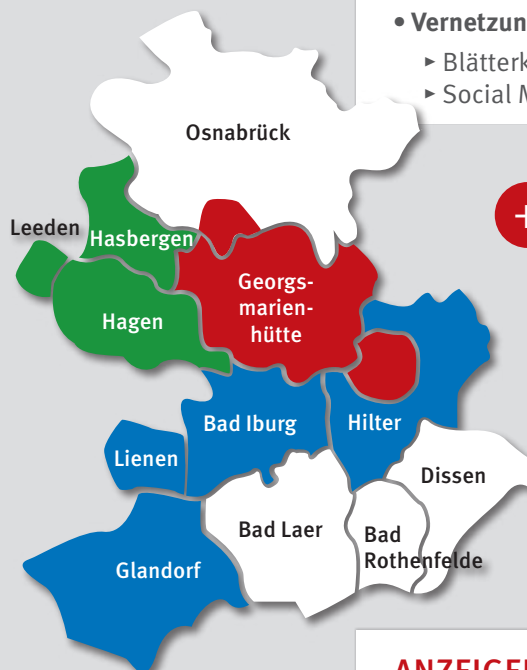 • Vernetzun
▸ Blätterk
▸ Social M
Osnabrück
Leeden
Hasbergen
+
Georgs-
marien-
hütte
Hagen
Bad Iburg
Hilter
Lienen
Dissen
Bad Laer
Bad
Rothenfelde
Glandorf
ANZEIGE